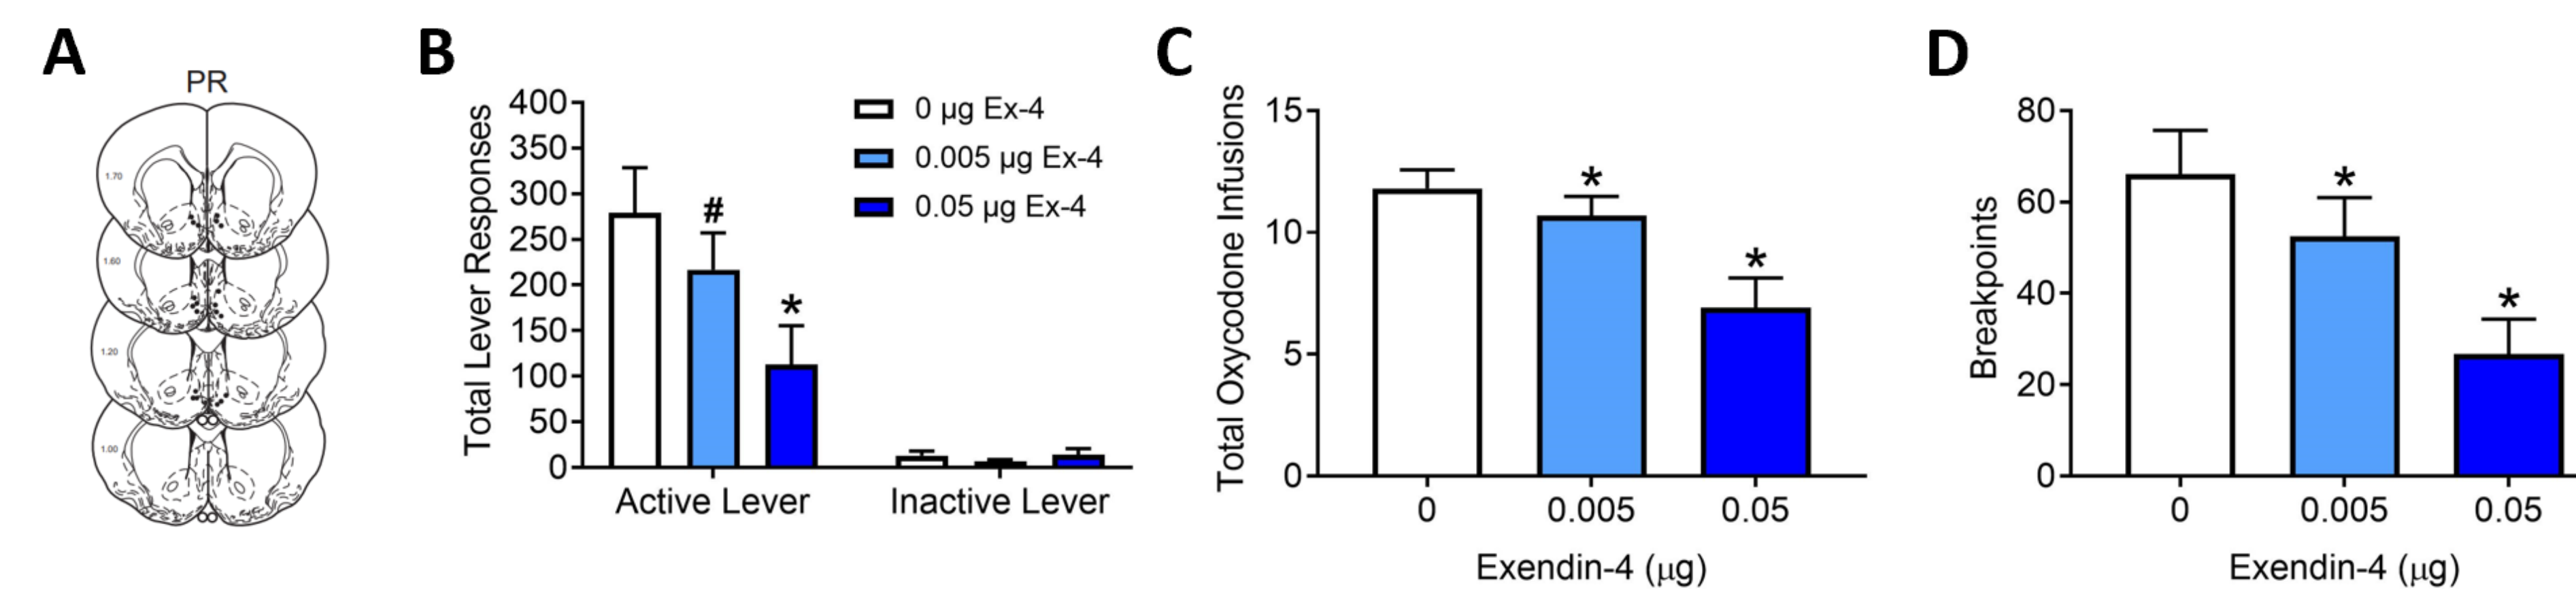 A
PR
1.70
1.60
1.20
1.00
B
Total Lever Responses
400
350
300
250
200
150
100
50
0
0 µg Ex-4
0.005 µg Ex-4
0.05 µg Ex-4
#
*
Active Lever
Inactive Lever
C
Total Oxycodone Infusions
15
10
5
0
*
*
0
0.005
0.05
Exendin-4 (µg)
D
Breakpoints
80
60
40
20
0
*
*
0
0.005
0.05
Exendin-4 (µg)